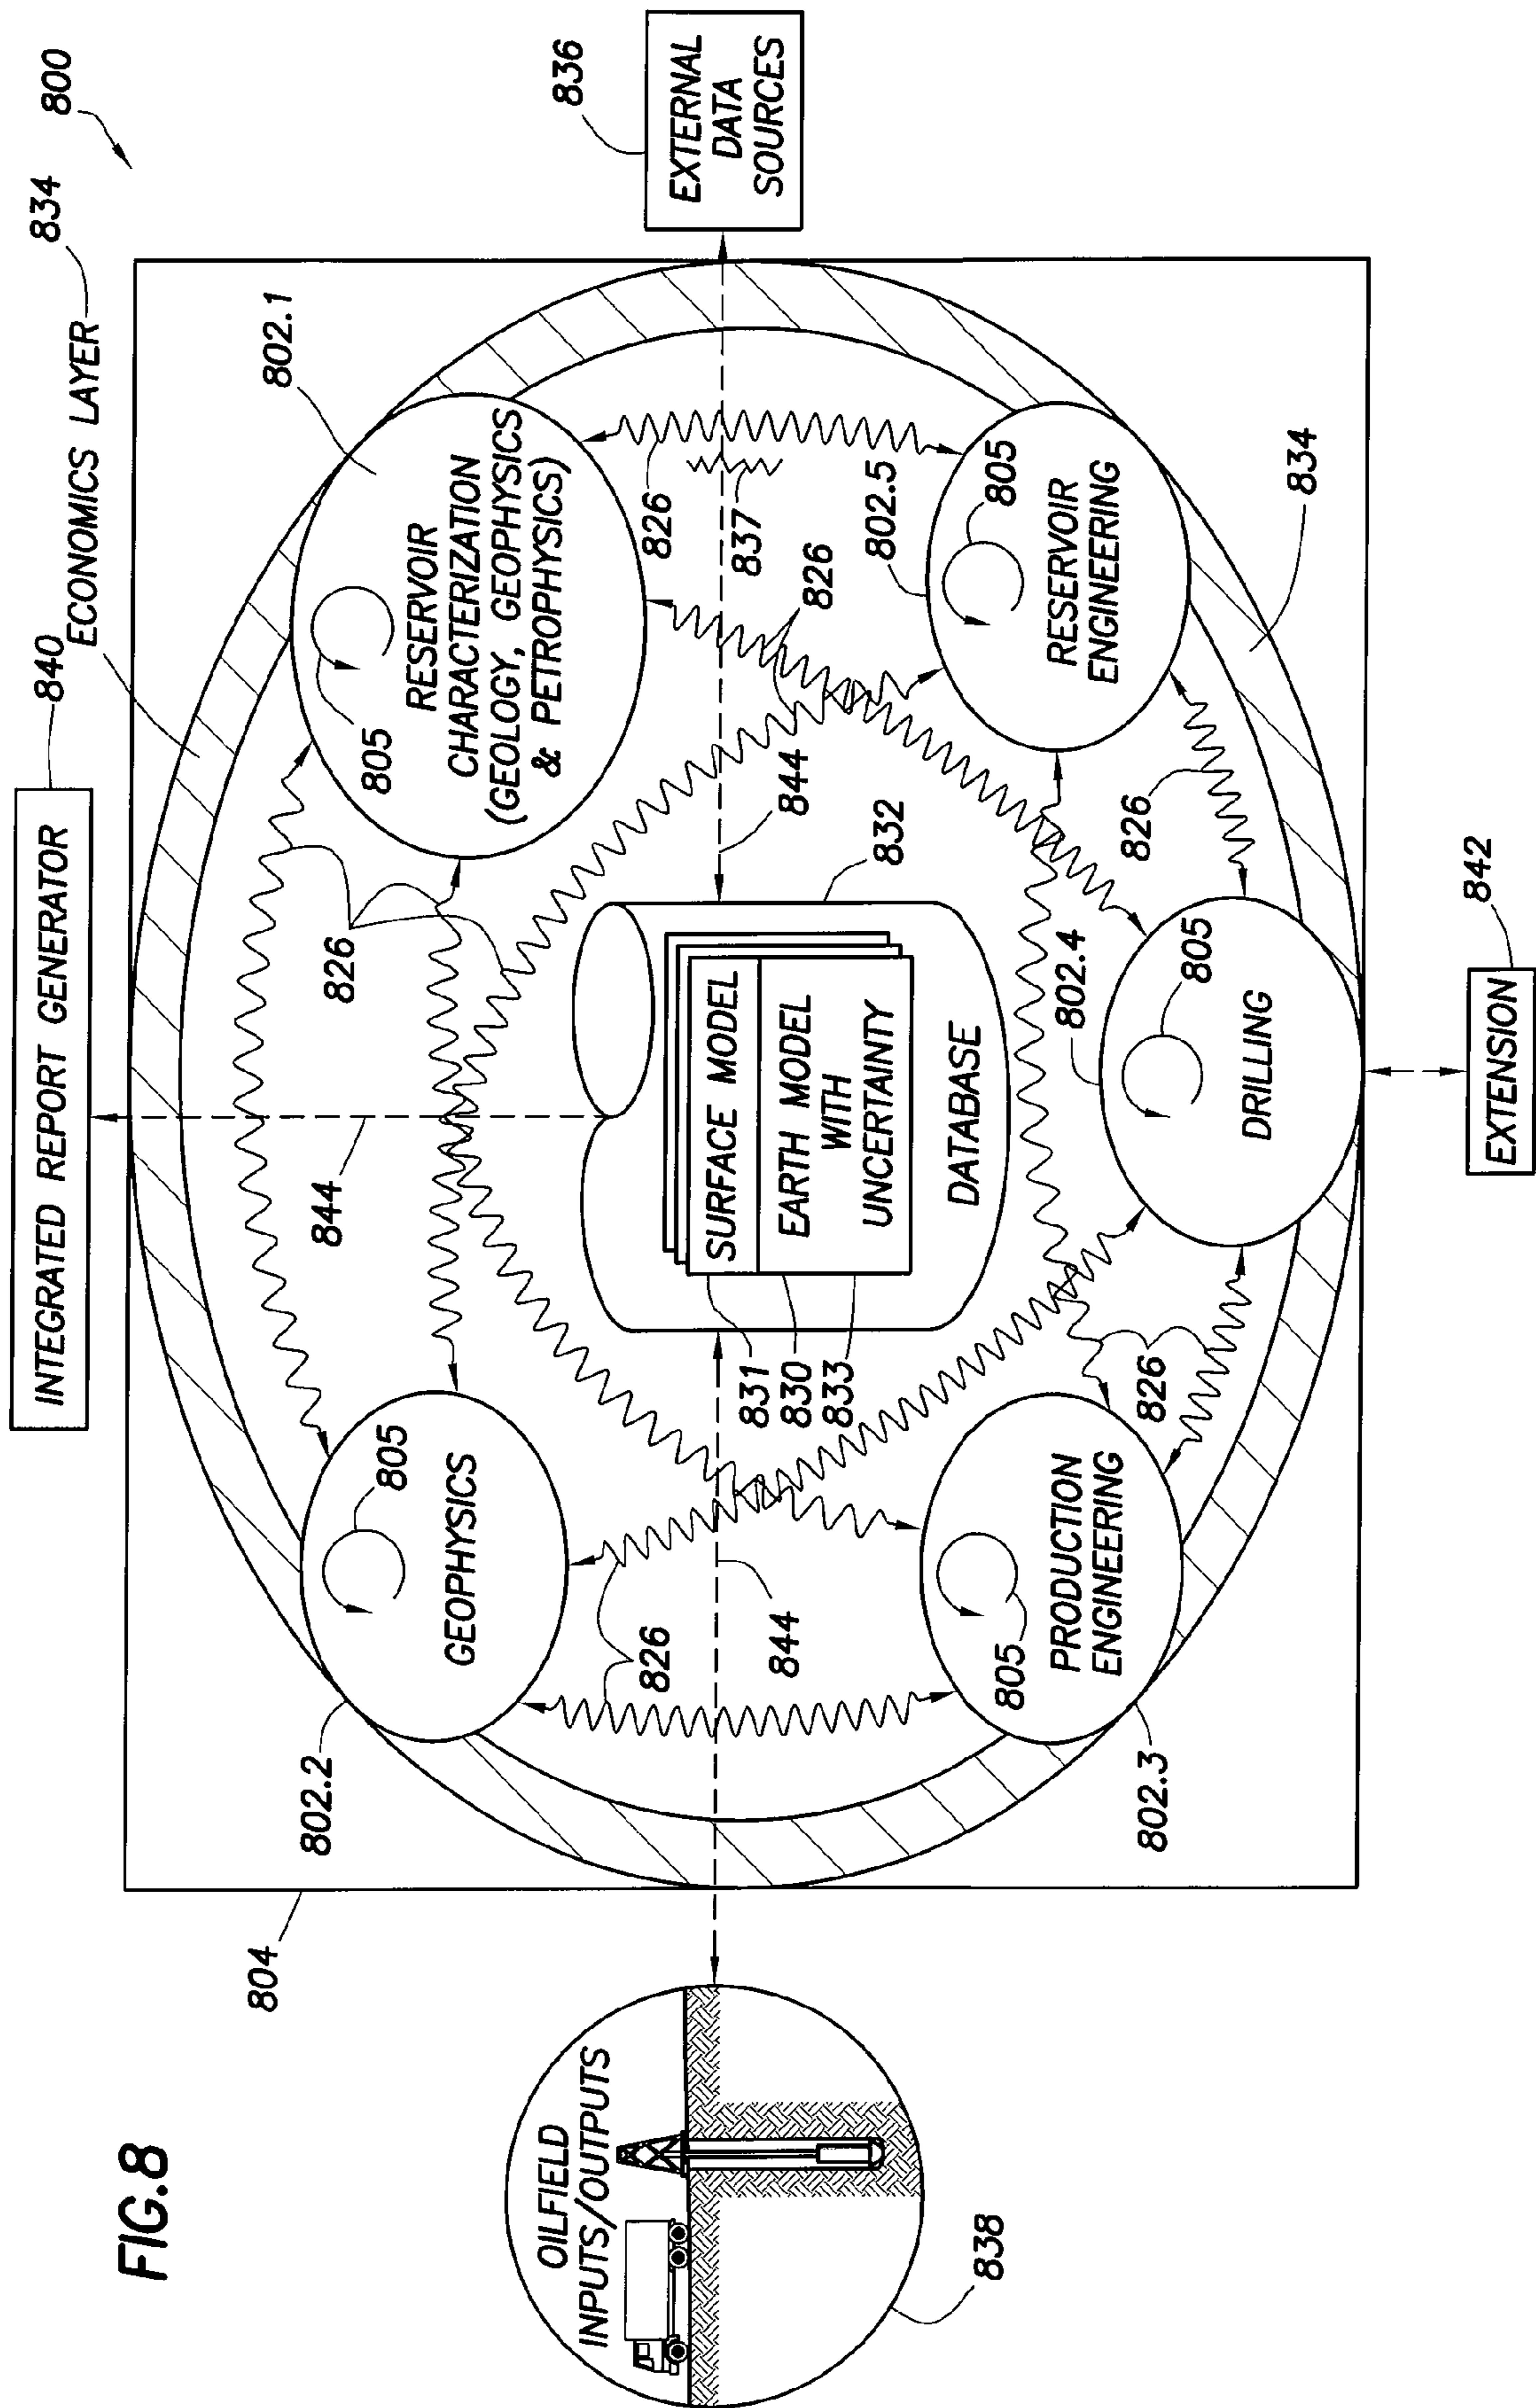 FIG.8
800
834
840
INTEGRATED REPORT GENERATOR
ECONOMICS LAYER
804
802.2
805
GEOPHYSICS
844
826
802.1
805
RESERVOIR
CHARACTERIZATION
(GEOLOGY, GEOPHYSICS
& PETROPHYSICS)
836
EXTERNAL
DATA
SOURCES
OILFIELD
INPUTS/OUTPUTS
838
826
844
831
830
833
SURFACE MODEL
EARTH MODEL
WITH
UNCERTAINTY
DATABASE
832
844
826
837
826
802.5
805
RESERVOIR
ENGINEERING
834
805
PRODUCTION
ENGINEERING
802.3
826
802.4
805
DRILLING
826
842
EXTENSION